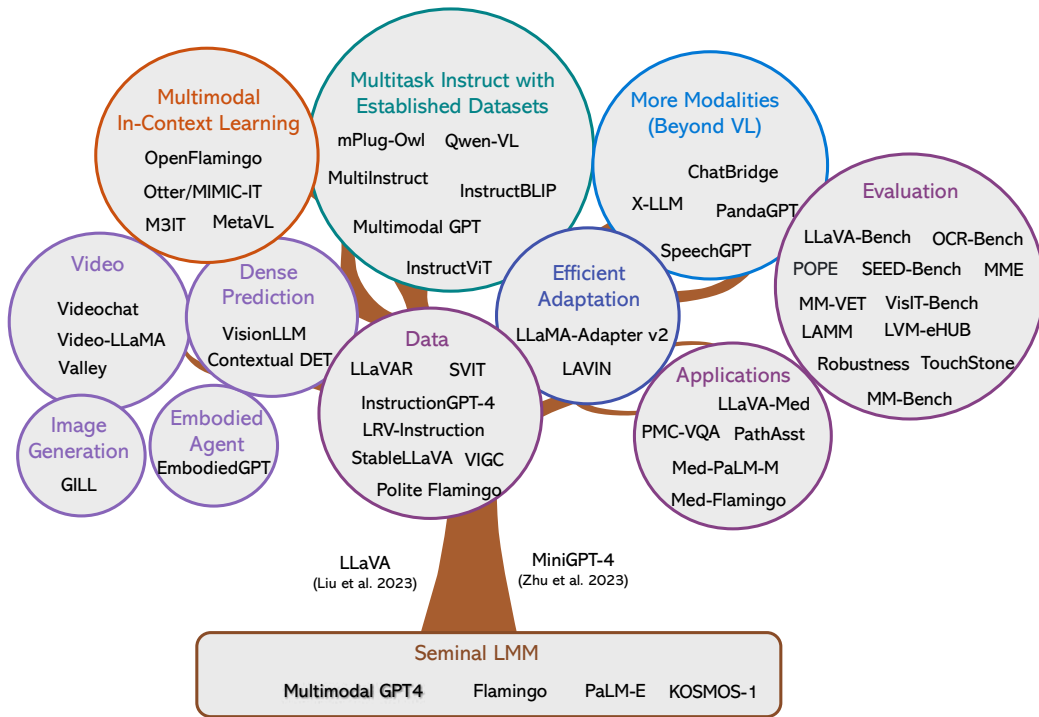 Multimodal
In-Context Learning
OpenFlamingo
Otter/MIMIC-IT
M3IT MetaVL
Multitask Instruct with
Established Datasets
mPlug-Owl Qwen-VL
MultiInstruct
InstructBLIP
Multimodal GPT
InstructViT
More Modalities
(Beyond VL)
ChatBridge
X-LLM PandaGPT
SpeechGPT
Evaluation
LLaVA-Bench OCR-Bench
POPE SEED-Bench MME
MM-VET VisIT-Bench
LAMM LVM-eHUB
Robustness TouchStone
MM-Bench
Video
Videochat
Video-LLaMA
Valley
Dense
Prediction
VisionLLM
Contextual DET
Efficient
Adaptation
LLaMA-Adapter v2
LAVIN
Data
LLaVAR SVIT
InstructionGPT-4
LRV-Instruction
StableLLaVA VIGC
Polite Flamingo
Applications
LLaVA-Med
PMC-VQA PathAsst
Med-PaLM-M
Med-Flamingo
Image
Generation
GILL
Embodied
Agent
EmbodiedGPT
LLaVA
(Liu et al. 2023)
MiniGPT-4
(Zhu et al. 2023)
Seminal LMM
Multimodal GPT4 Flamingo PaLM-E KOSMOS-1